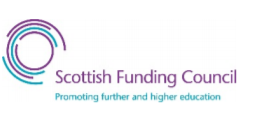 Scottish Funding Council
Promoting further and higher education